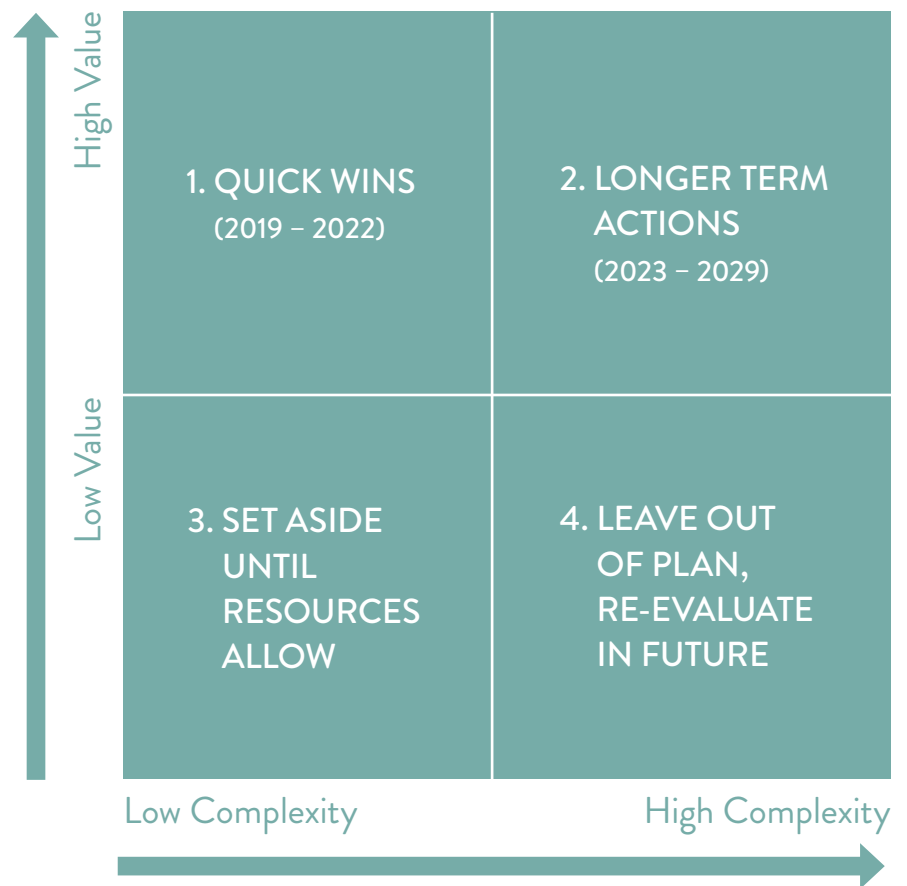 High Value
1. QUICK WINS
(2019 – 2022)
2. LONGER TERM
ACTIONS
(2023 – 2029)
Low Value
3. SET ASIDE
UNTIL
RESOURCES
ALLOW
4. LEAVE OUT
OF PLAN,
RE-EVALUATE
IN FUTURE
Low Complexity
High Complexity